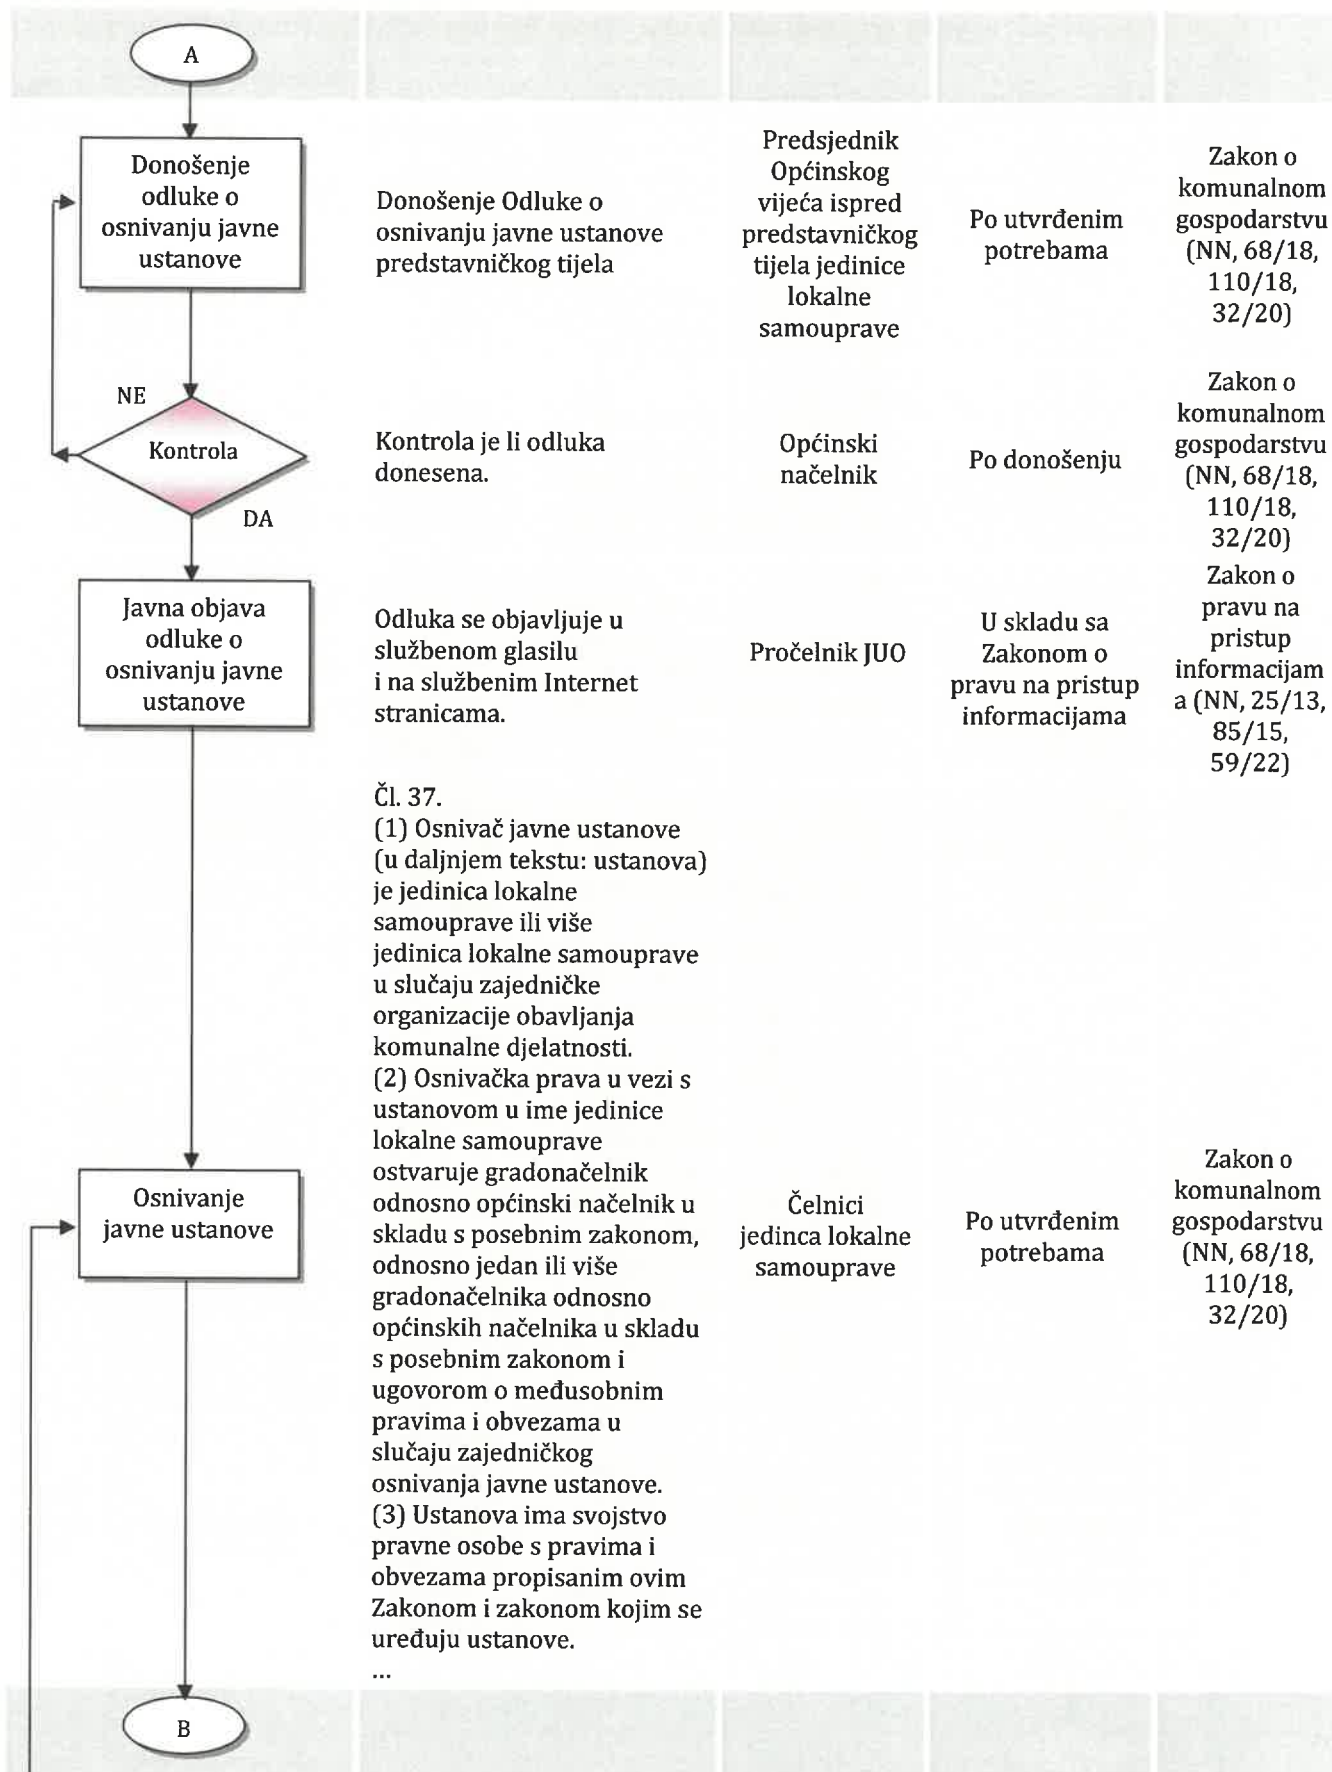 A
Donošenje
odluke o
osnivanju javne
ustanove
Donošenje Odluke o
osnivanju javne ustanove
predstavničkog tijela
Predsjednik
Općinskog
vijeća ispred
predstavničkog
tijela jedinice
lokalne
samouprave
Po utvrđenim
potrebama
Zakon o
komunalnom
gospodarstvu
(NN, 68/18,
110/18,
32/20)
NE
Kontrola
DA
Kontrola je li odluka
donesena.
Općinski
načelnik
Po donošenju
Zakon o
komunalnom
gospodarstvu
(NN, 68/18,
110/18,
32/20)
Javna objava
odluke o
osnivanju javne
ustanove
Odluka se objavljuje u
službenom glasilu
i na službenim Internet
stranicama.
Pročelnik JUO
U skladu sa
Zakonom o
pravu na pristup
informacijama
Zakon o
pravu na
pristup
informacijam
a (NN, 25/13,
85/15,
59/22)
Osnivanje
javne ustanove
Čl. 37.
(1) Osnivač javne ustanove
(u daljnjem tekstu: ustanova)
je jedinica lokalne
samouprave ili više
jedinica lokalne samouprave
u slučaju zajedničke
organizacije obavljanja
komunalne djelatnosti.
(2) Osnivačka prava u vezi s
ustanovom u ime jedinice
lokalne samouprave
ostvaruje gradonačelnik
odnosno općinski načelnik u
skladu s posebnim zakonom,
odnosno jedan ili više
gradonačelnika odnosno
općinskih načelnika u skladu
s posebnim zakonom i
ugovorom o međusobnim
pravima i obvezama u
slučaju zajedničkog
osnivanja javne ustanove.
(3) Ustanova ima svojstvo
pravne osobe s pravima i
obvezama propisanim ovim
Zakonom i zakonom kojim se
uređuju ustanove.
...
Čelnici
jedinca lokalne
samouprave
Po utvrđenim
potrebama
Zakon o
komunalnom
gospodarstvu
(NN, 68/18,
110/18,
32/20)
B